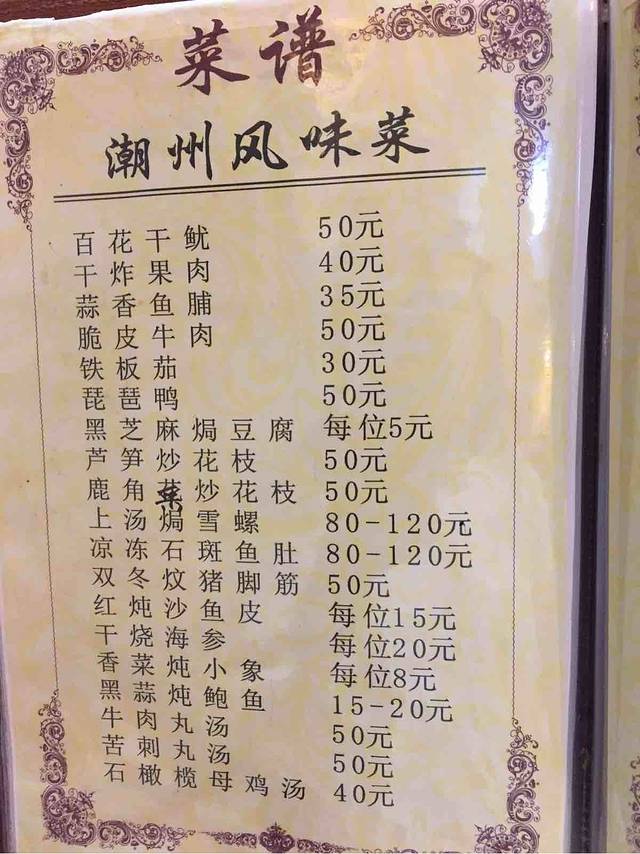 菜谱
潮州风味菜
百花干鱿 50元
干炸果肉 40元
蒜香鱼脯 35元
脆皮牛肉 50元
铁板茄 30元
琵琶鸭 50元
黑芝麻焗豆腐 每位5元
芦笋炒花枝 50元
鹿角菜炒花枝 50元
上汤焗雪螺 80-120元
凉冻石斑鱼肚 80-120元
双冬炆猪脚筋 50元
红炖沙鱼皮 每位15元
干烧海参 每位20元
香菜炖小象 每位8元
黑蒜炖鲍鱼 15-20元
牛肉丸汤 50元
苦刺丸汤 50元
石橄榄母鸡汤 40元